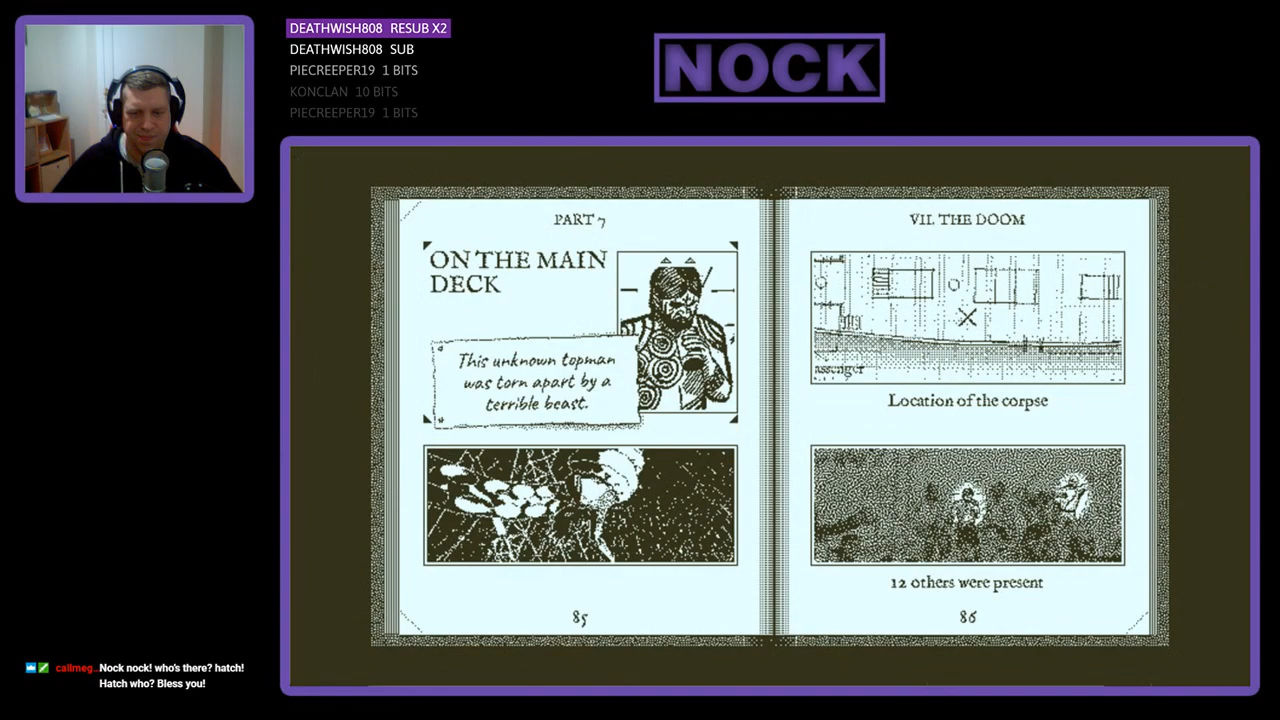 DEATHWISH808 RESUB X2
DEATHWISH808 SUB
PIECREEPER19 1 BITS
KONCLAN 10 BITS
PIECREEPER19 1 BITS
NOCK
PART 7
ON THE MAIN
DECK
This unknown topman
was torn apart by a
terrible beast.
85
VII. THE DOOM
assenger
Location of the corpse
12 others were present
86
callmeg.. Nock nock! who's there? hatch!
Hatch who? Bless you!